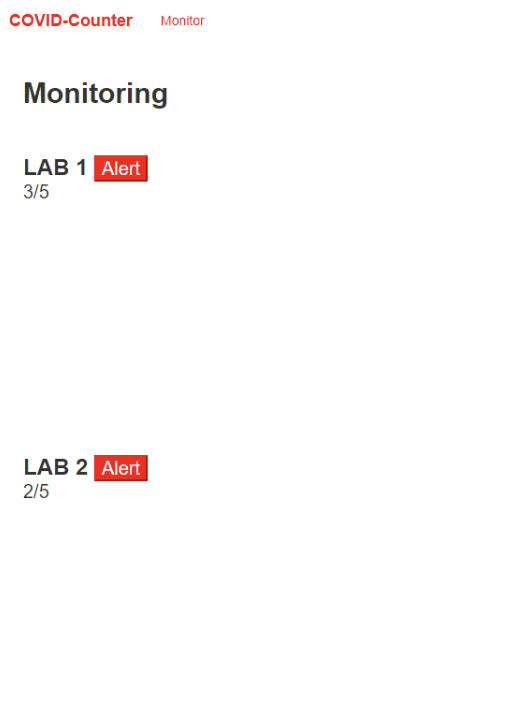 COVID-Counter Monitor
Monitoring
LAB 1 Alert
3/5
LAB 2 Alert
2/5